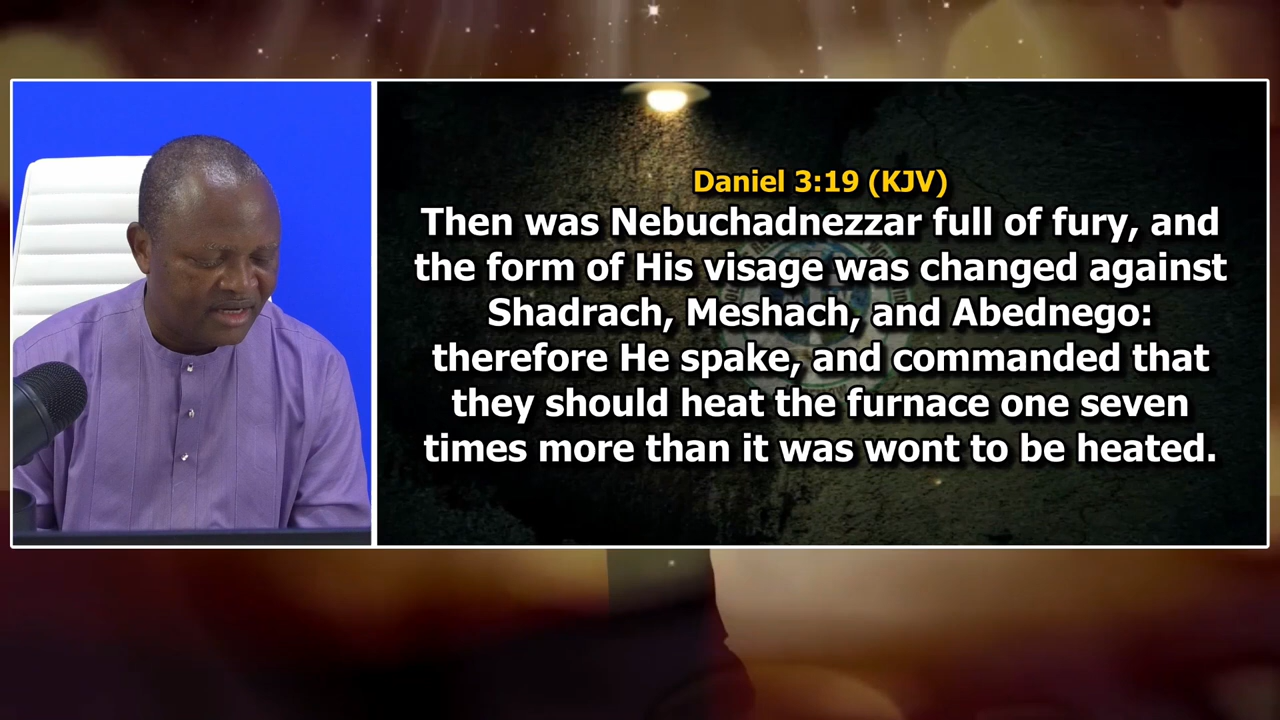 Daniel 3:19 (KJV)
Then was Nebuchadnezzar full of fury, and
the form of His visage was changed against
Shadrach, Meshach, and Abednego:
therefore He spake, and commanded that
they should heat the furnace one seven
times more than it was wont to be heated.